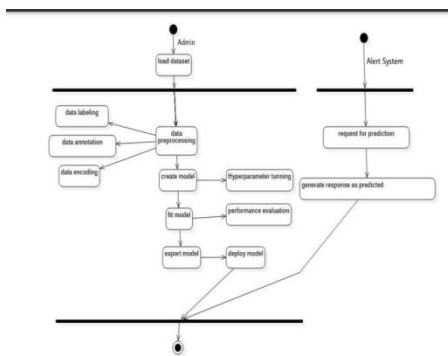 Admin
load dataset
Alert System
data labeling
data annotation
data encoding
data
preprocessing
request for prediction
create model
Hyperparameter tunning
generate response as predicted
fit model
performance evaluation
export model
deploy model